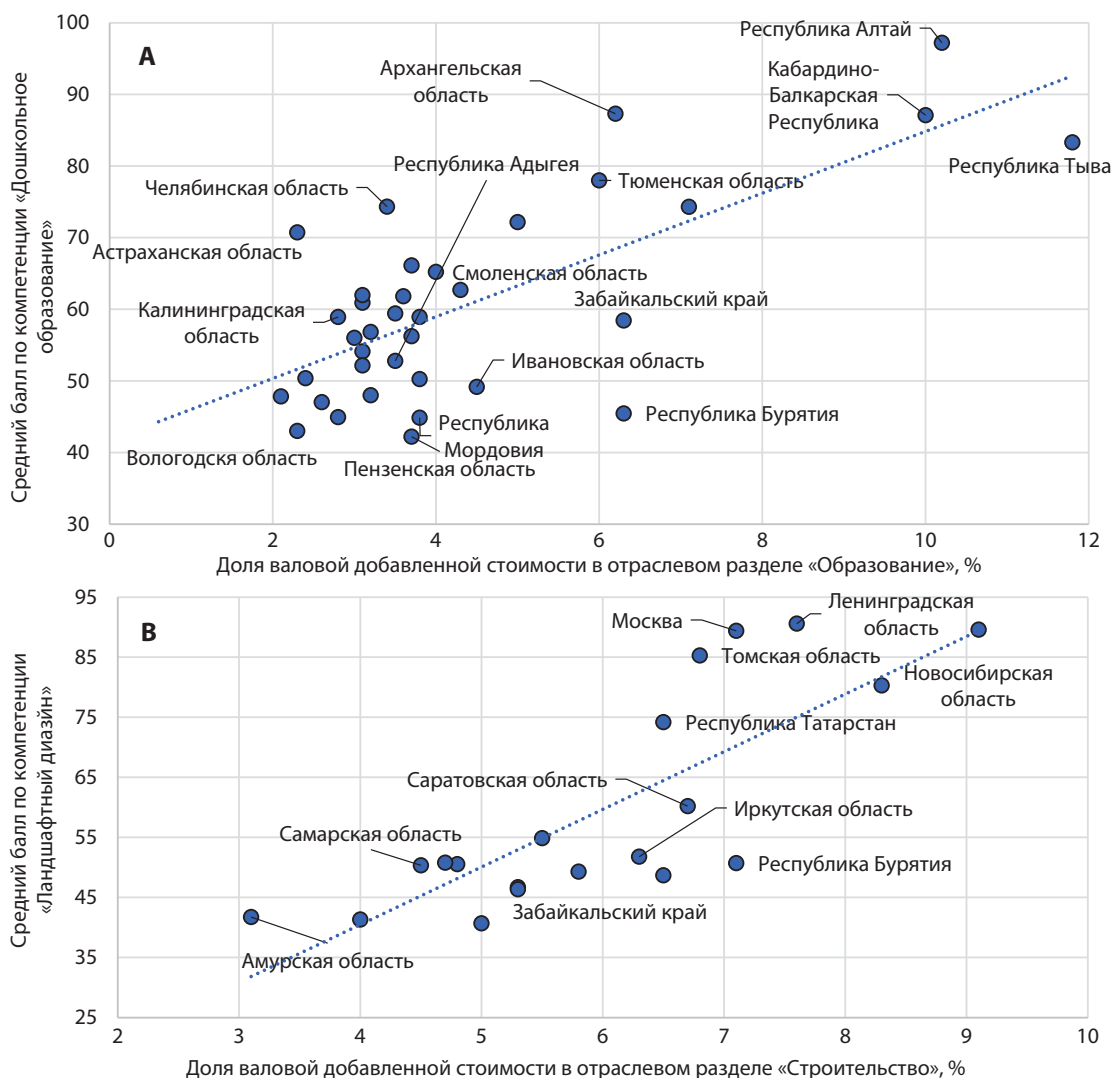 Средний балл по компетенции «Дошкольное
образование»
A
100
90
80
70
60
50
40
30
Республика Алтай
Архангельская
область
Кабардино-
Балкарская
Республика
Республика Адыгея
Республика Тыва
Челябинская область
Тюменская область
Астраханская область
Смоленская область
Калининградская
область
Забайкальский край
Ивановская область
Республика Бурятия
Республика
Мордовия
Вологодскя область
Пензенская область
0
2
4
6
8
10
12
Доля валовой добавленной стоимости в отраслевом разделе «Образование», %
Средний балл по компетенции
«Ландшафтный диазйн»
B
95
85
75
65
55
45
35
25
Москва
Ленинградская
область
Томская область
Новосибирская
область
Республика Татарстан
Саратовская область
Иркутская область
Самарская область
Республика Бурятия
Забайкальский край
Амурская область
2
3
4
5
6
7
8
9
10
Доля валовой добавленной стоимости в отраслевом разделе «Строительство», %